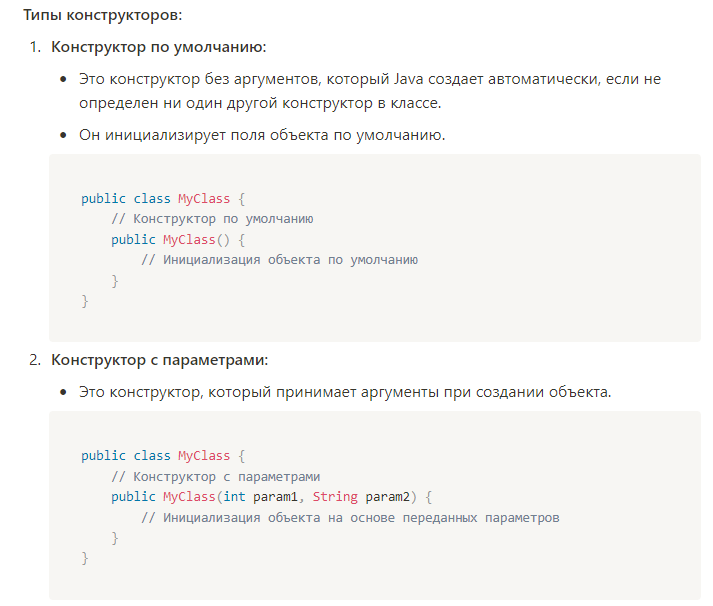 Типы конструкторов:
1. Конструктор по умолчанию:
• Это конструктор без аргументов, который Java создает автоматически, если не
определен ни один другой конструктор в классе.
• Он инициализирует поля объекта по умолчанию.
public class MyClass {
    // Конструктор по умолчанию
    public MyClass() {
        // Инициализация объекта по умолчанию
    }
}
2. Конструктор с параметрами:
• Это конструктор, который принимает аргументы при создании объекта.
public class MyClass {
    // Конструктор с параметрами
    public MyClass(int param1, String param2) {
        // Инициализация объекта на основе переданных параметров
    }
}